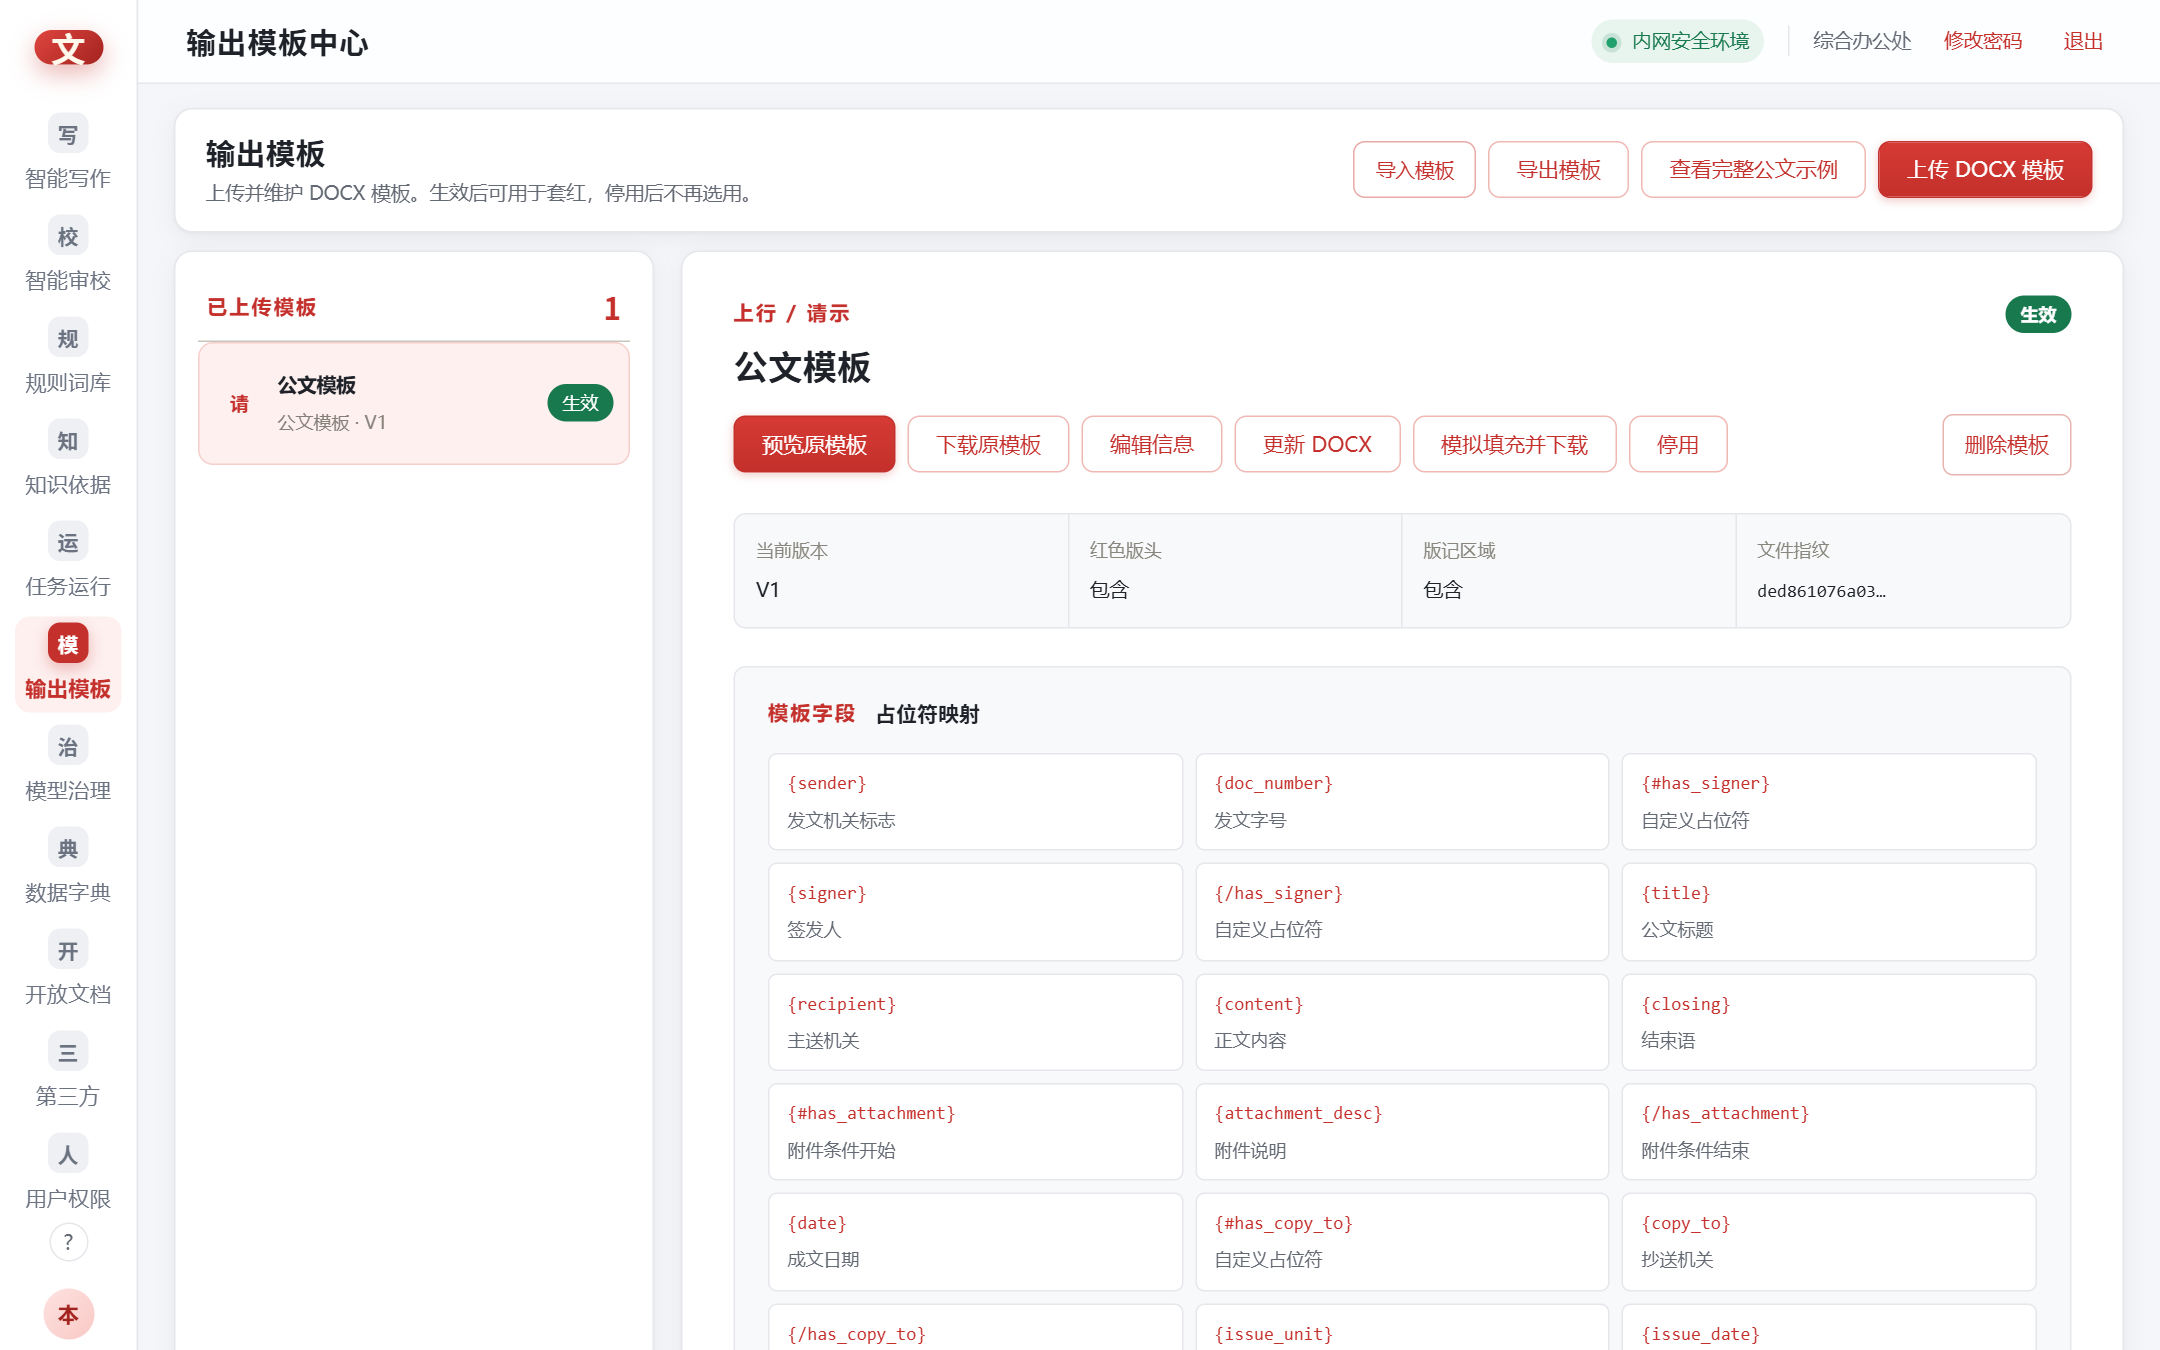 文
写
智能写作
校
智能审校
规
规则词库
知
知识依据
运
任务运行
模
输出模板
治
模型治理
典
数据字典
开
开放文档
三
第三方
人
用户权限
?
本
输出模板中心
内网安全环境
综合办公处
修改密码
退出
输出模板
上传并维护 DOCX 模板。生效后可用于套红，停用后不再选用。
导入模板
导出模板
查看完整公文示例
上传 DOCX 模板
已上传模板
1
请
公文模板
公文模板 · V1
生效
上行 / 请示
生效
公文模板
预览原模板
下载原模板
编辑信息
更新 DOCX
模拟填充并下载
停用
删除模板
当前版本
V1
红色版头
包含
版记区域
包含
文件指纹
ded861076a03…
模板字段 占位符映射
{sender}
发文机关标志
{doc_number}
发文字号
{#has_signer}
自定义占位符
{signer}
签发人
{/has_signer}
自定义占位符
{title}
公文标题
{recipient}
主送机关
{content}
正文内容
{closing}
结束语
{#has_attachment}
附件条件开始
{attachment_desc}
附件说明
{/has_attachment}
附件条件结束
{date}
成文日期
{#has_copy_to}
自定义占位符
{copy_to}
抄送机关
{/has_copy_to}
{issue_unit}
{issue_date}